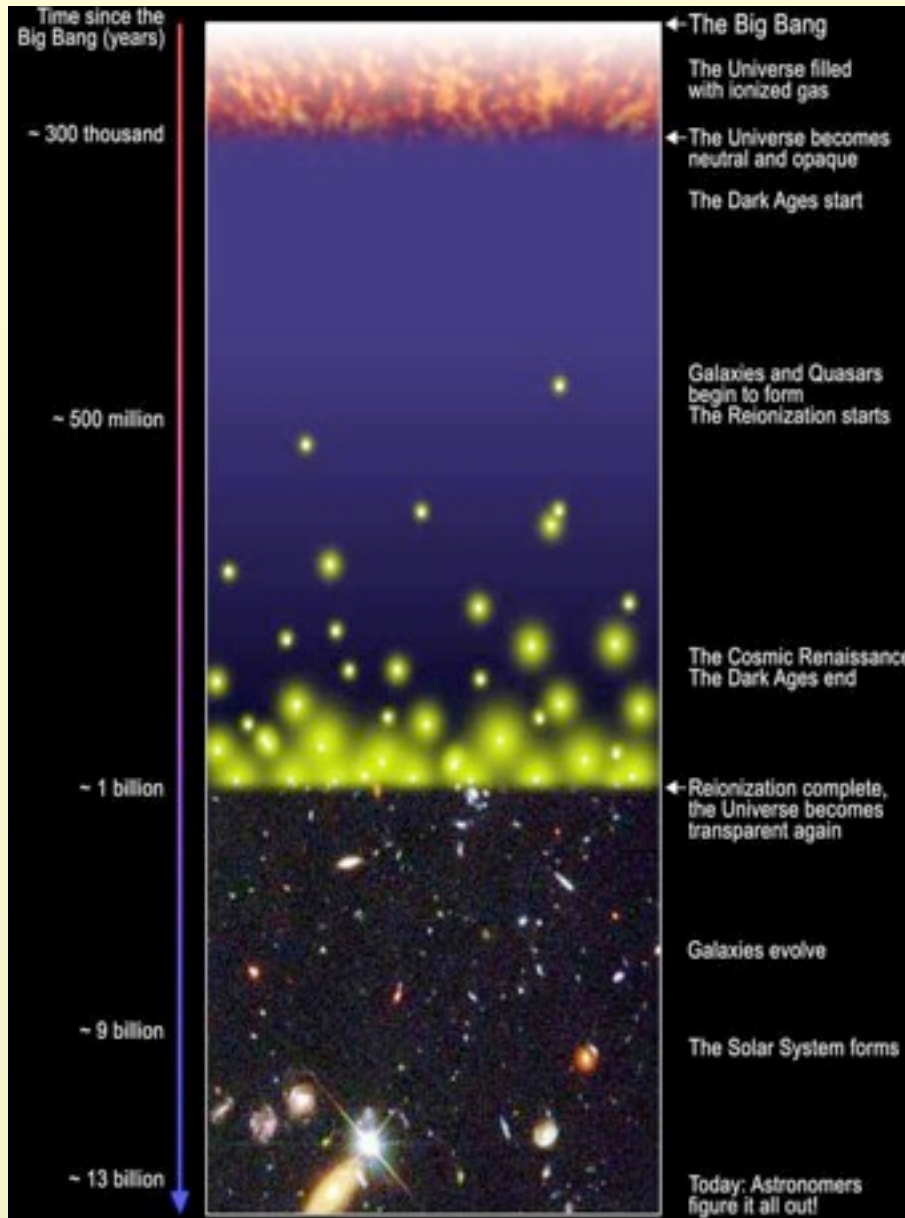 Time since the
Big Bang (years)
The Big Bang
The Universe filled
with ionized gas
~ 300 thousand
The Universe becomes
neutral and opaque
The Dark Ages start
Galaxies and Quasars
begin to form
~ 500 million
The Reionization starts
The Cosmic Renaissance
The Dark Ages end
~ 1 billion
Reionization complete,
the Universe becomes
transparent again
Galaxies evolve
~ 9 billion
The Solar System forms
~ 13 billion
Today: Astronomers
figure it all out!